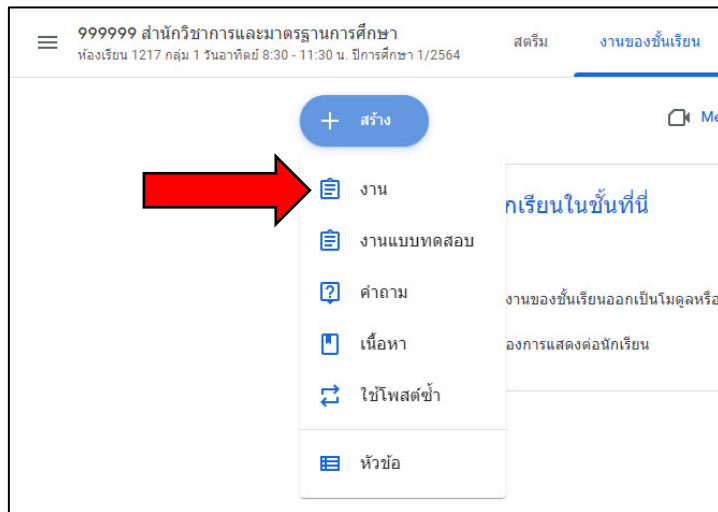 999999 สำนักวิชาการและมาตรฐานการศึกษา
ห้องเรียน 1217 กลุ่ม 1 วันอาทิตย์ 8:30 - 11:30 น. ปีการศึกษา 1/2564
สตรีม
งานของชั้นเรียน
สร้าง
Me
งาน
กเรียนในชั้นที่นี่
งานแบบทดสอบ
คำถาม
งานของชั้นเรียนออกเป็นโมดูลหรือ
เนื้อหา
องการแสดงต่อนักเรียน
ใช้โพสต์ซ้ำ
หัวข้อ